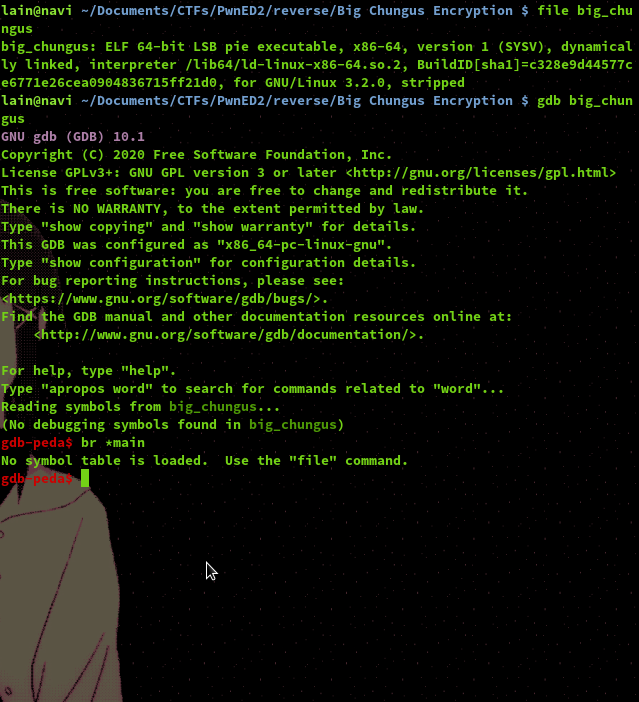 lain@navi ~/Documents/CTFs/PwnED2/reverse/Big Chungus Encryption $ file big_chu
ngus
big_chungus: ELF 64-bit LSB pie executable, x86-64, version 1 (SYSV), dynamical
ly linked, interpreter /lib64/ld-linux-x86-64.so.2, BuildID[sha1]=c328e9d44577c
e6771e26cea0904836715ff21d0, for GNU/Linux 3.2.0, stripped
lain@navi ~/Documents/CTFs/PwnED2/reverse/Big Chungus Encryption $ gdb big_chun
gus
GNU gdb (GDB) 10.1
Copyright (C) 2020 Free Software Foundation, Inc.
License GPLv3+: GNU GPL version 3 or later <http://gnu.org/licenses/gpl.html>
This is free software: you are free to change and redistribute it.
There is NO WARRANTY, to the extent permitted by law.
Type "show copying" and "show warranty" for details.
This GDB was configured as "x86_64-pc-linux-gnu".
Type "show configuration" for configuration details.
For bug reporting instructions, please see:
<https://www.gnu.org/software/gdb/bugs/>.
Find the GDB manual and other documentation resources online at:
    <http://www.gnu.org/software/gdb/documentation/>.

For help, type "help".
Type "apropos word" to search for commands related to "word"...
Reading symbols from big_chungus...
(No debugging symbols found in big_chungus)
gdb-peda$ br *main
No symbol table is loaded.  Use the "file" command.
gdb-peda$